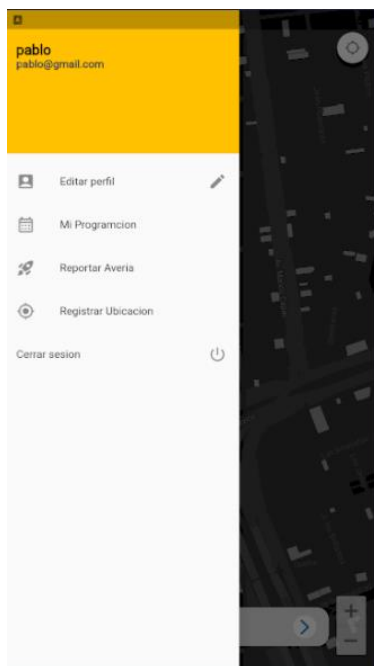 pablo
pablo@gmail.com
Editar perfil
Mi Programcion
Reportar Averia
Registrar Ubicacion
Cerrar sesion